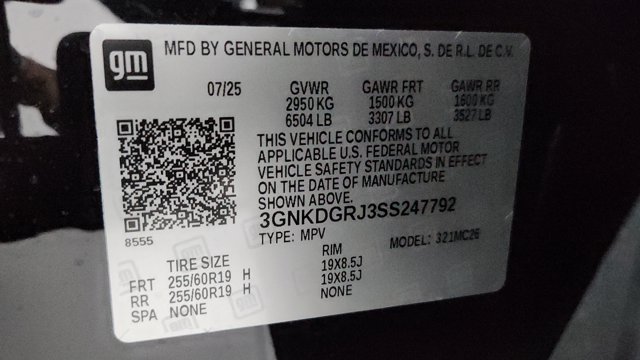 gm
MFD BY GENERAL MOTORS DE MEXICO, S. DE R.L. DE C.V.
07/25 GVWR GAWR FRT GAWR RR
2950 KG 1500 KG 1600 KG
6504 LB 3307 LB 3527 LB
THIS VEHICLE CONFORMS TO ALL
APPLICABLE U.S. FEDERAL MOTOR
VEHICLE SAFETY STANDARDS IN EFFECT
ON THE DATE OF MANUFACTURE
SHOWN ABOVE.
3GNKDGRJ3SS247792
8555 TYPE: MPV MODEL: 321MC26
TIRE SIZE RIM
FRT 255/60R19 H 19X8.5J
RR 255/60R19 H 19X8.5J
SPA NONE NONE